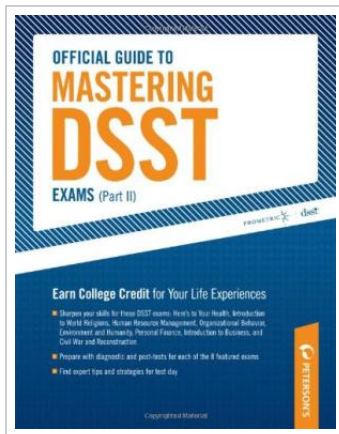 OFFICIAL GUIDE TO
MASTERING
DSST
EXAMS (Part II)
PROMETRIC dsst
Earn College Credit for Your Life Experiences
Sharpen your skills for these DSST exams: Here's to Your Health, Introduction
to World Religions, Human Resource Management, Organizational Behavior,
Environment and Humanity, Personal Finance, Introduction to Business, and
Civil War and Reconstruction
Prepare with diagnostic and post-tests for each of the 8 featured exams
Find expert tips and strategies for test day
PETERSON'S
Copyrighted Material